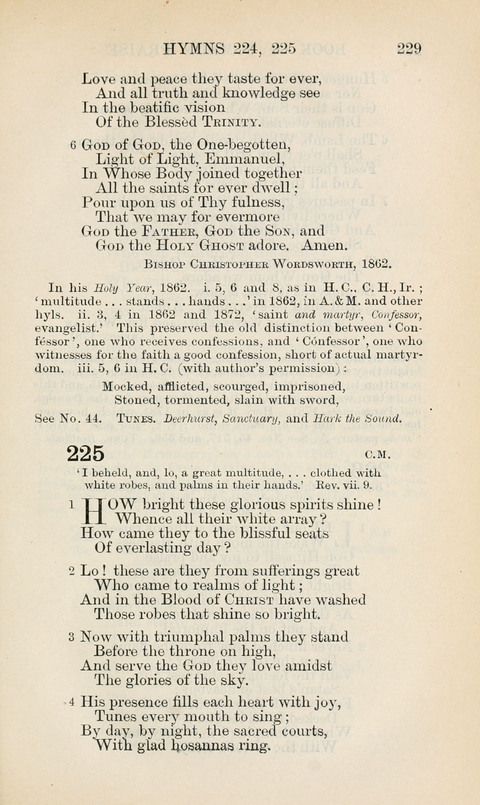 HYMNS 224, 225 229
Love and peace they taste for ever,
And all truth and knowledge see
In the beatific vision
Of the Blessèd TRINITY.
6 GOD of GOD, the One-begotten,
Light of Light, Emmanuel,
In Whose Body joined together
All the saints for ever dwell;
Pour upon us of Thy fulness,
That we may for evermore
GOD the FATHER, GOD the SON, and
GOD the HOLY GHOST adore. Amen.
BISHOP CHRISTOPHER WORDSWORTH, 1862.
In his Holy Year, 1862. i. 5, 6 and 8, as in H.C., C.H., Ir.;
‘multitude . . . stands . . . hands . . .’ in 1862, in A. & M. and other
hyls. ii. 3, 4 in 1862 and 1872, ‘saint and martyr, Confessor,
evangelist.’ This preserved the old distinction between ‘Con-
féssor’, one who receives confessions, and ‘Cónfessor’, one who
witnesses for the faith a good confession, short of actual martyr-
dom. iii. 5, 6 in H.C. (with author's permission):
Mocked, afflicted, scourged, imprisoned,
Stoned, tormented, slain with sword.
See No. 44. TUNES. Deerhurst, Sanctuary, and Hark the Sound.
225 C.M.
‘I beheld, and, lo, a great multitude, . . . clothed with
white robes, and palms in their hands.’ Rev. vii. 9.
1 HOW bright these glorious spirits shine!
Whence all their white array?
How came they to the blissful seats
Of everlasting day?
2 Lo! these are they from sufferings great
Who came to realms of light;
And in the Blood of CHRIST have washed
Those robes that shine so bright.
3 Now with triumphal palms they stand
Before the throne on high,
And serve the GOD they love amidst
The glories of the sky.
4 His presence fills each heart with joy,
Tunes every mouth to sing;
By day, by night, the sacred courts,
With glad hosannas ring.